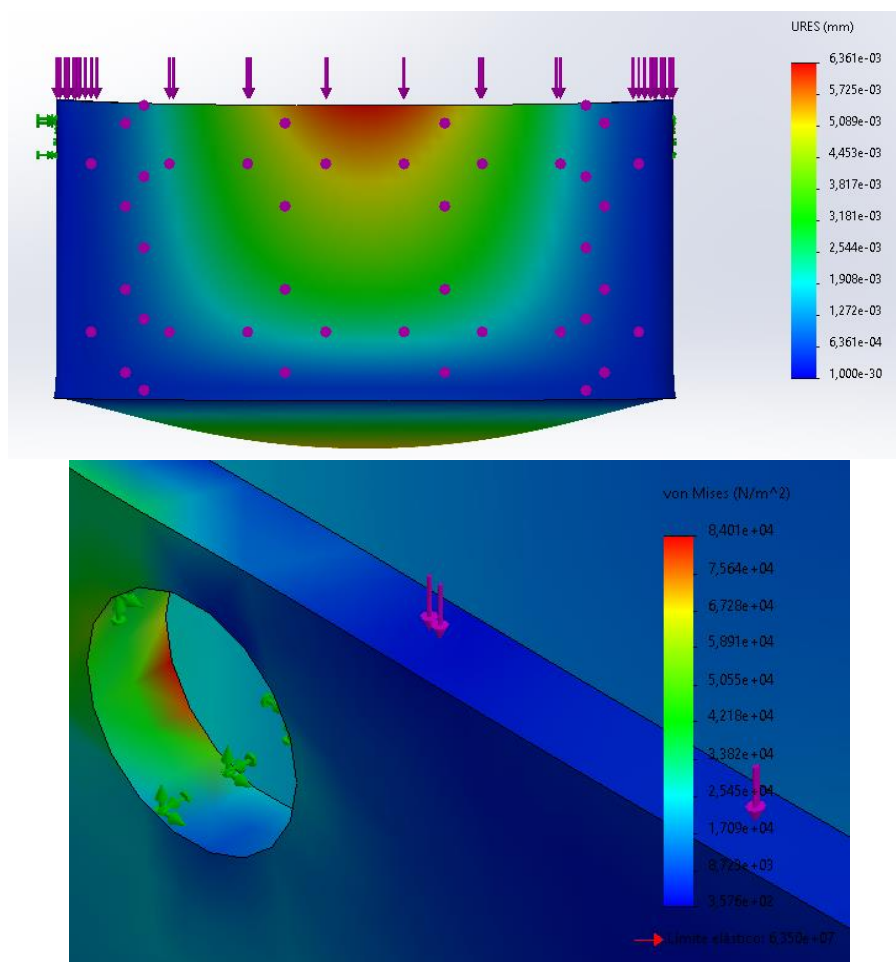 URES (mm)
6,361e-03
5,725e-03
5,089e-03
4,453e-03
3,817e-03
3,181e-03
2,544e-03
1,908e-03
1,272e-03
6,361e-04
1,000e-30
von Mises (N/m^2)
8,401e+04
7,564e+04
6,728e+04
5,891e+04
5,055e+04
4,218e+04
3,382e+04
2,545e+04
1,709e+04
8,723e+03
3,576e+02
Límite elástico: 6,350e+07